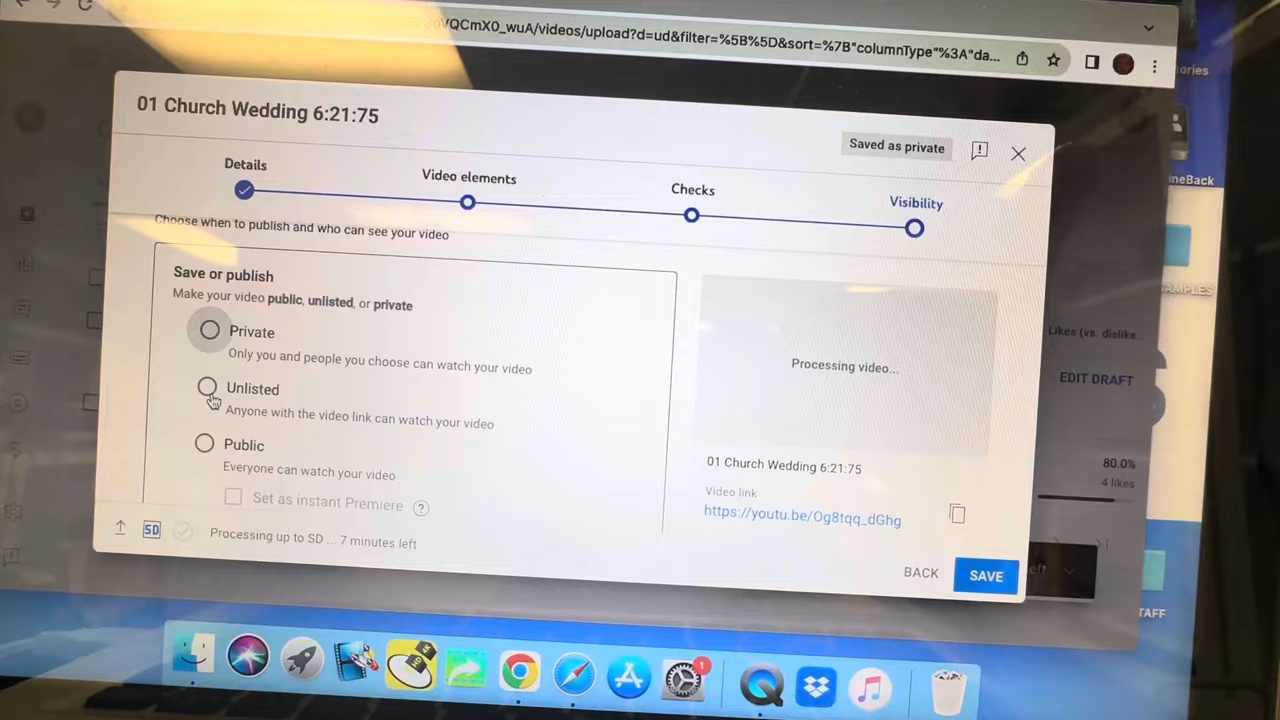 VQCmX0_wuA/videos/upload?d=ud&filter=%5B%5D&sort=%7B"columnType"%3A"da...
01 Church Wedding 6:21:75
Saved as private
Details
Video elements
Checks
Visibility
Choose when to publish and who can see your video
Save or publish
Make your video public, unlisted, or private
Private
Only you and people you choose can watch your video
Unlisted
Anyone with the video link can watch your video
Public
Everyone can watch your video
Set as instant Premiere ?
Processing video...
01 Church Wedding 6:21:75
Video link
https://youtu.be/Og8tqq_dGhg
SD
Processing up to SD ... 7 minutes left
BACK
SAVE
Likes (vs. dislike...
EDIT DRAFT
80.0%
4 likes
eft
ories
neBack
AMPLES
TAFF
HD 4K
1